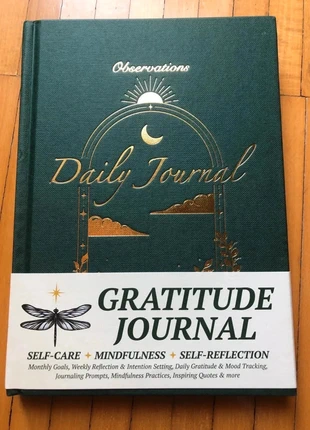 Observations
Daily Journal
GRATITUDE
JOURNAL
SELF-CARE + MINDFULNESS + SELF-REFLECTION
Monthly Goals, Weekly Reflection & Intention Setting, Daily Gratitude & Mood Tracking,
Journaling Prompts, Mindfulness Practices, Inspiring Quotes & more